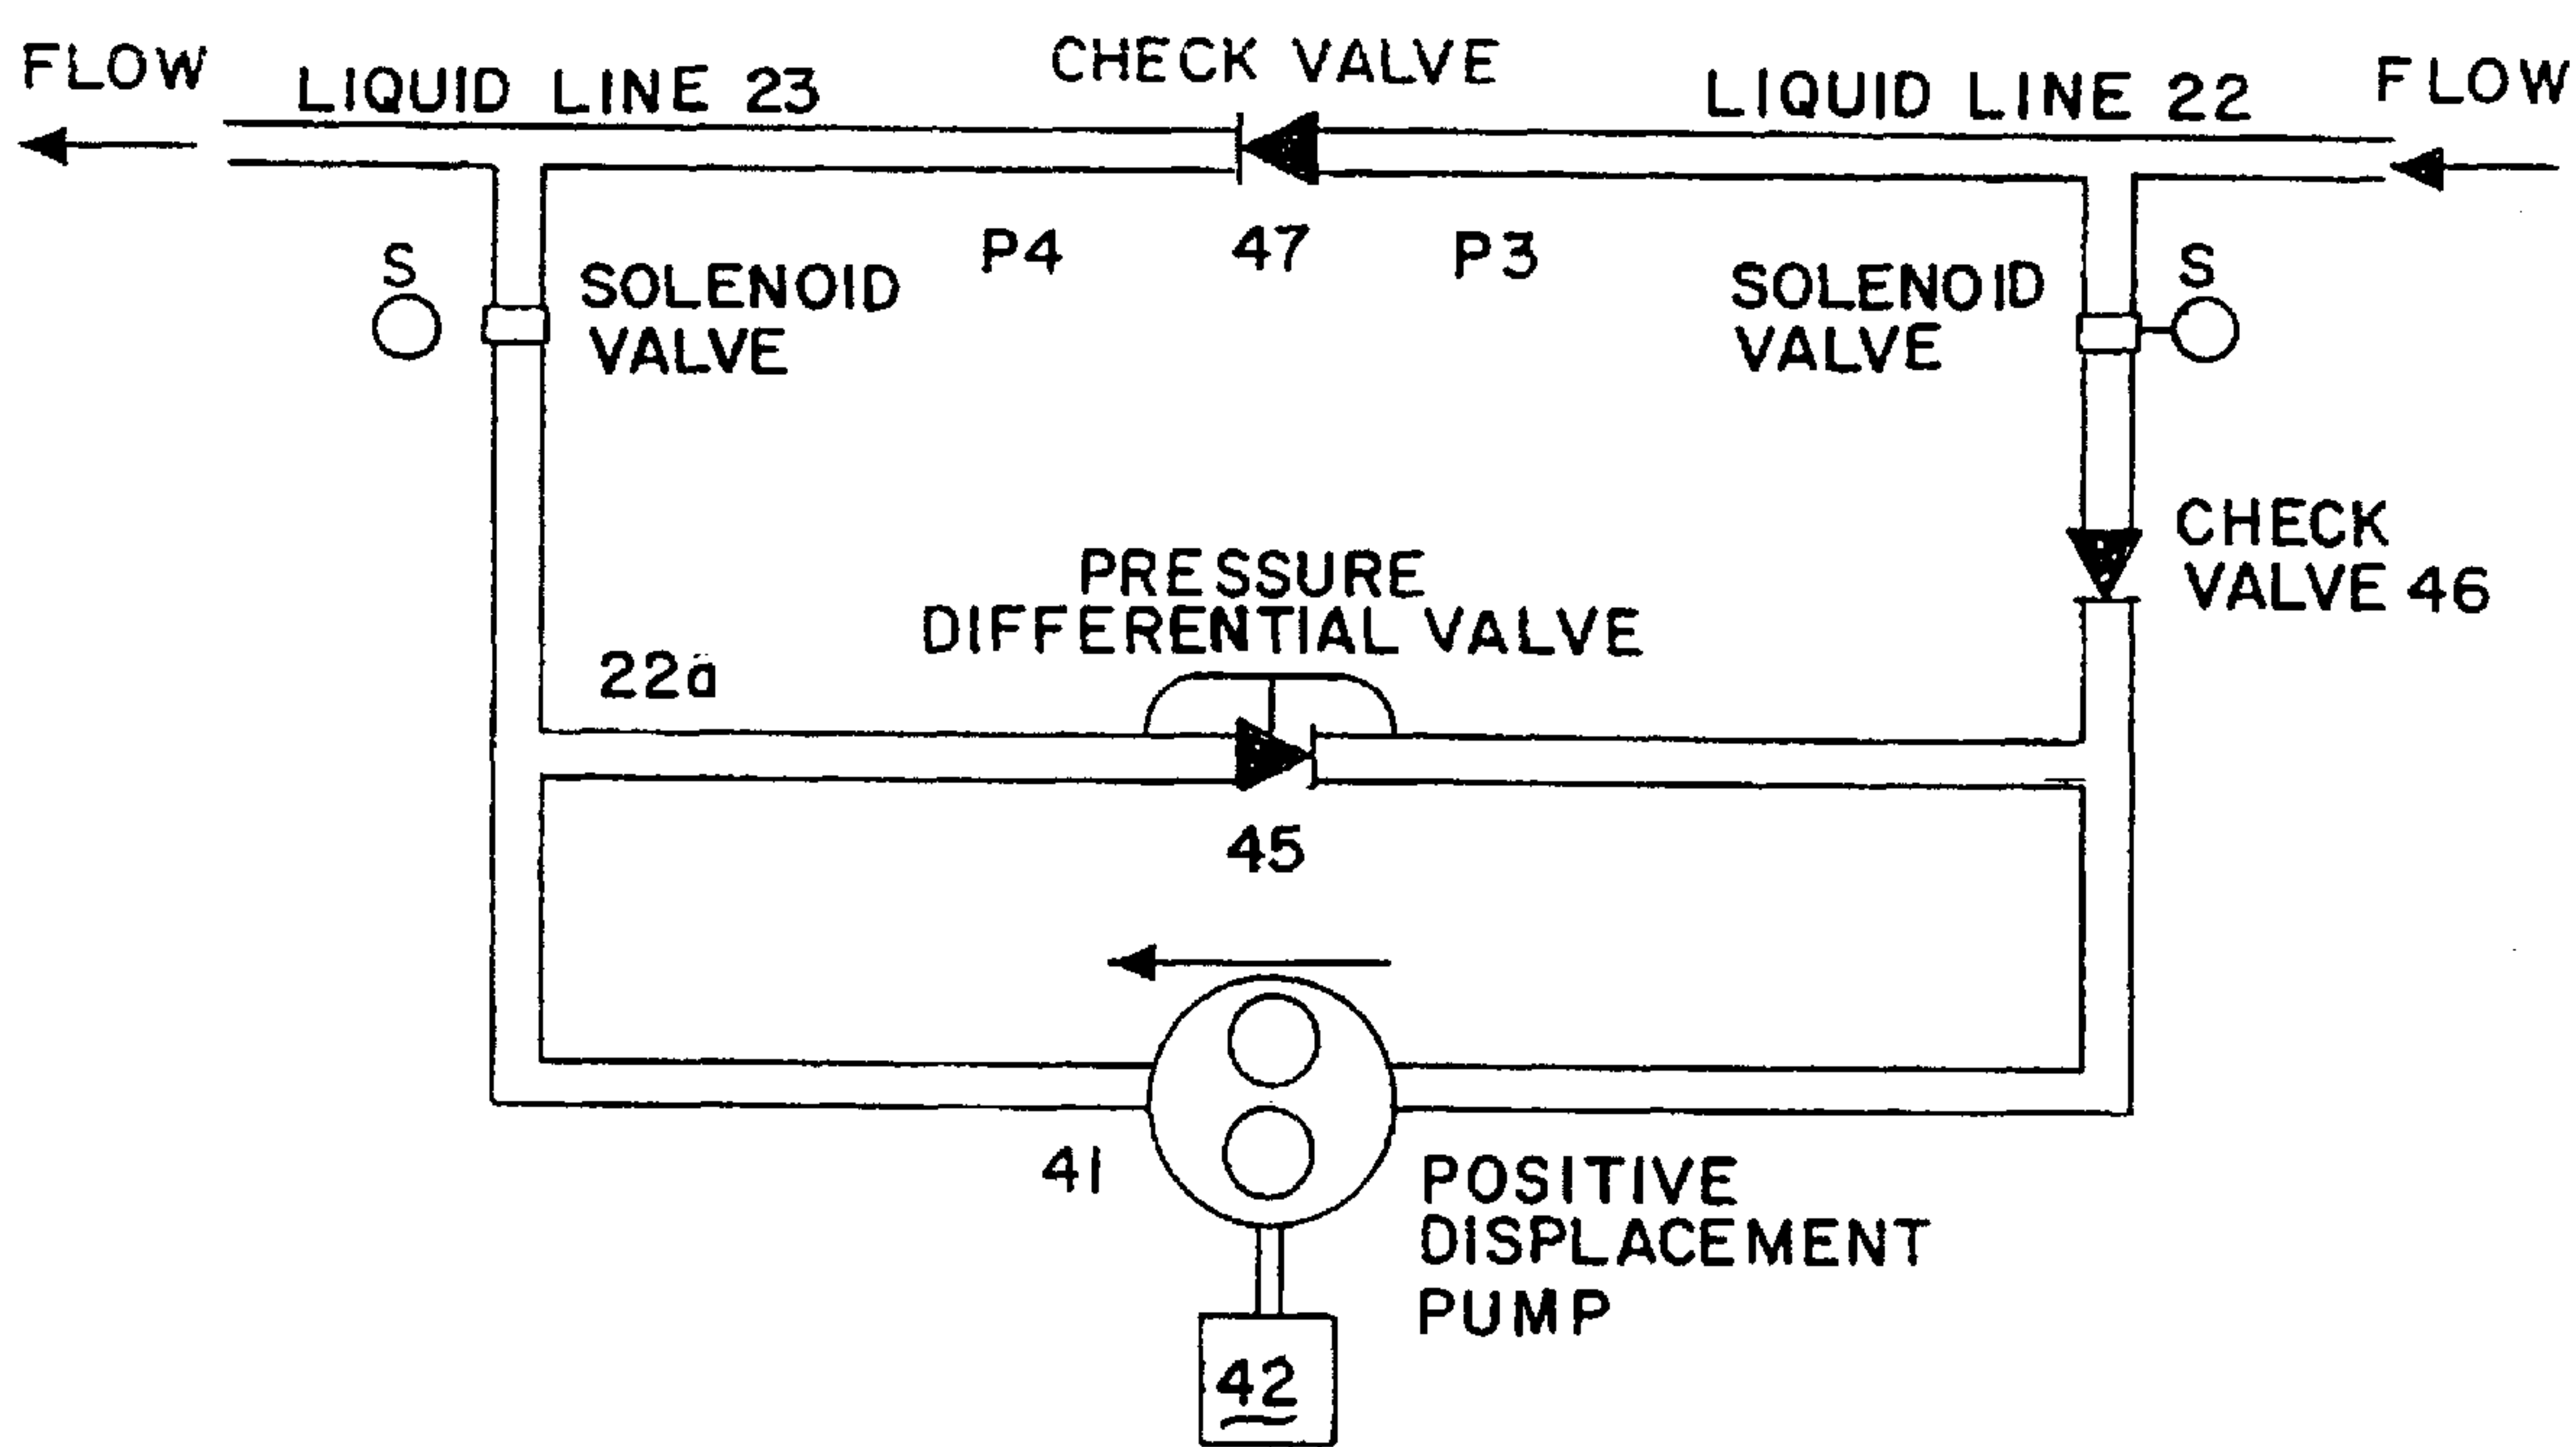 FLOW
LIQUID LINE 23
CHECK VALVE
LIQUID LINE 22
FLOW
P4
47
P3
S
SOLENOID
VALVE
SOLENOID
VALVE
S
CHECK
VALVE 46
PRESSURE
DIFFERENTIAL VALVE
22a
45
41
POSITIVE
DISPLACEMENT
PUMP
42